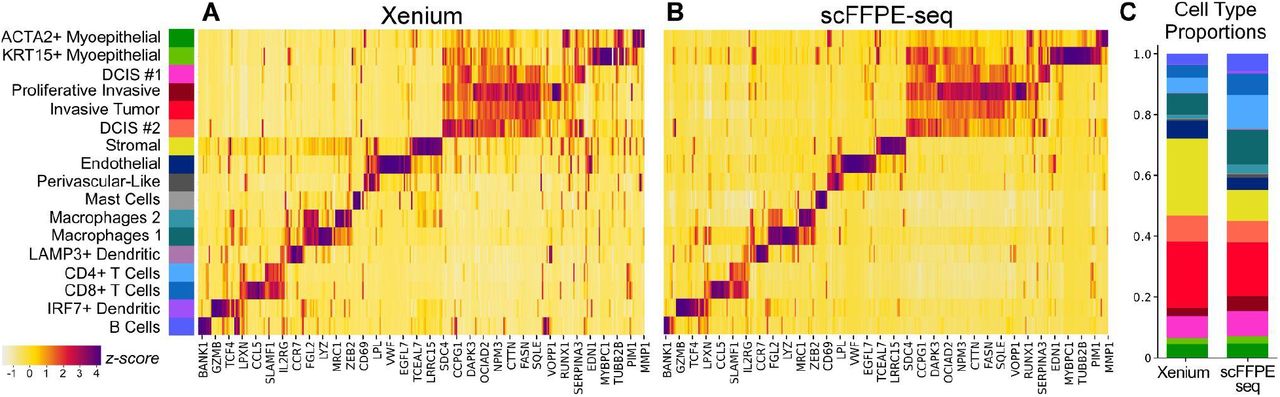 A
Xenium
B
scFFPE-seq
C
Cell Type
Proportions
ACTA2+ Myoepithelial
KRT15+ Myoepithelial
DCIS #1
Proliferative Invasive
Invasive Tumor
DCIS #2
Stromal
Endothelial
Perivascular-Like
Mast Cells
Macrophages 2
Macrophages 1
LAMP3+ Dendritic
CD4+ T Cells
CD8+ T Cells
IRF7+ Dendritic
B Cells
-1 0 1 2 3 4
z-score
BANK1 GZMB TCF4 LPXN CCL5 SLAMF1 IL2RG CCR7 FGL2 LYZ MRC1 ZEB2 CD69 LPL VWF EGFL7 TCEAL7 LRRC15 SDC4 CCPG1 DAPK3 OCIAD2 NPM3 CTTN FASN SQLE VOPP1 RUNX1 SERPINA3 EDN1 MYBPC1 TUBB2B PIM1 MMP1
BANK1 GZMB TCF4 LPXN CCL5 SLAMF1 IL2RG CCR7 FGL2 LYZ MRC1 ZEB2 CD69 LPL VWF EGFL7 TCEAL7 LRRC15 SDC4 CCPG1 DAPK3 OCIAD2 NPM3 CTTN FASN SQLE VOPP1 RUNX1 SERPINA3 EDN1 MYBPC1 TUBB2B PIM1 MMP1
1.0
0.8
0.6
0.4
0.2
0
Xenium
scFFPE
seq